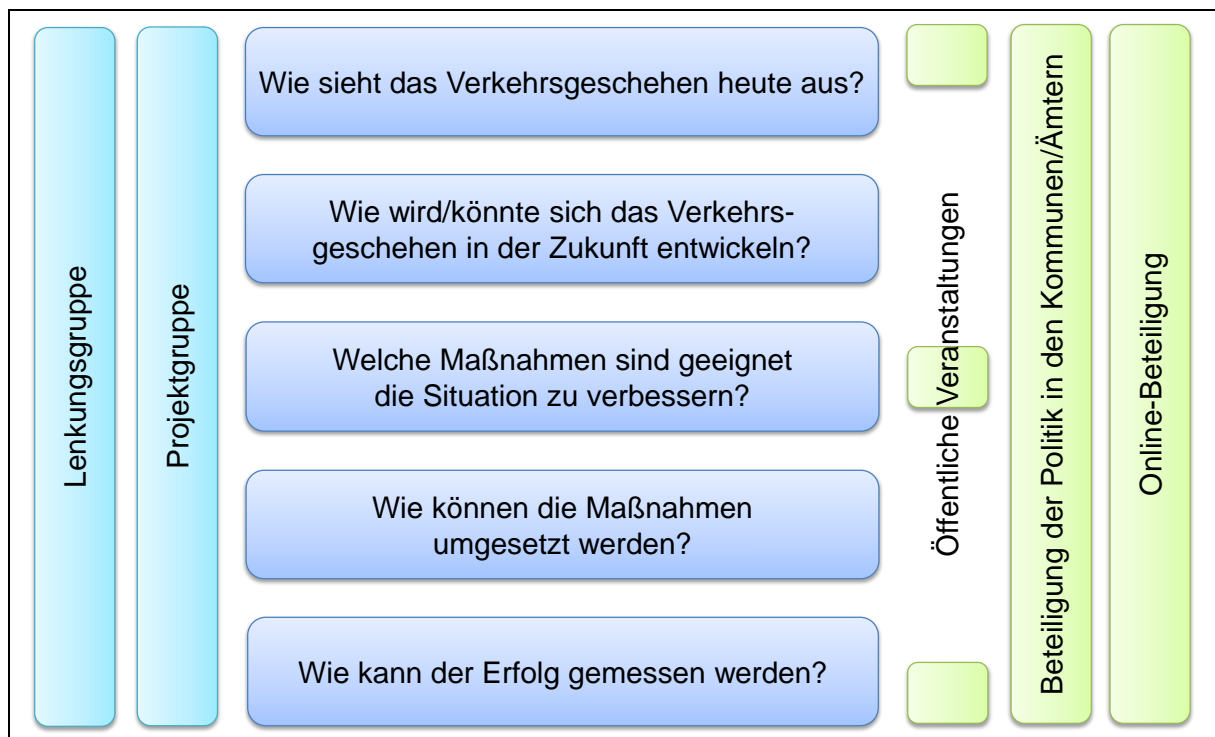 Lenkungsgruppe
Projektgruppe
Wie sieht das Verkehrsgeschehen heute aus?
Wie wird/könnte sich das Verkehrs-
geschehen in der Zukunft entwickeln?
Welche Maßnahmen sind geeignet
die Situation zu verbessern?
Wie können die Maßnahmen
umgesetzt werden?
Wie kann der Erfolg gemessen werden?
Öffentliche Veranstaltungen
Beteiligung der Politik in den Kommunen/Ämtern
Online-Beteiligung